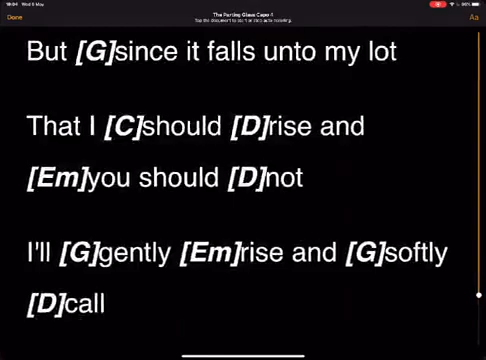 Done
The Parting Glass Capo 4
Aa
But [G]since it falls unto my lot
That I [C]should [D]rise and
[Em]you should [D]not
I'll [G]gently [Em]rise and [G]softly
[D]call